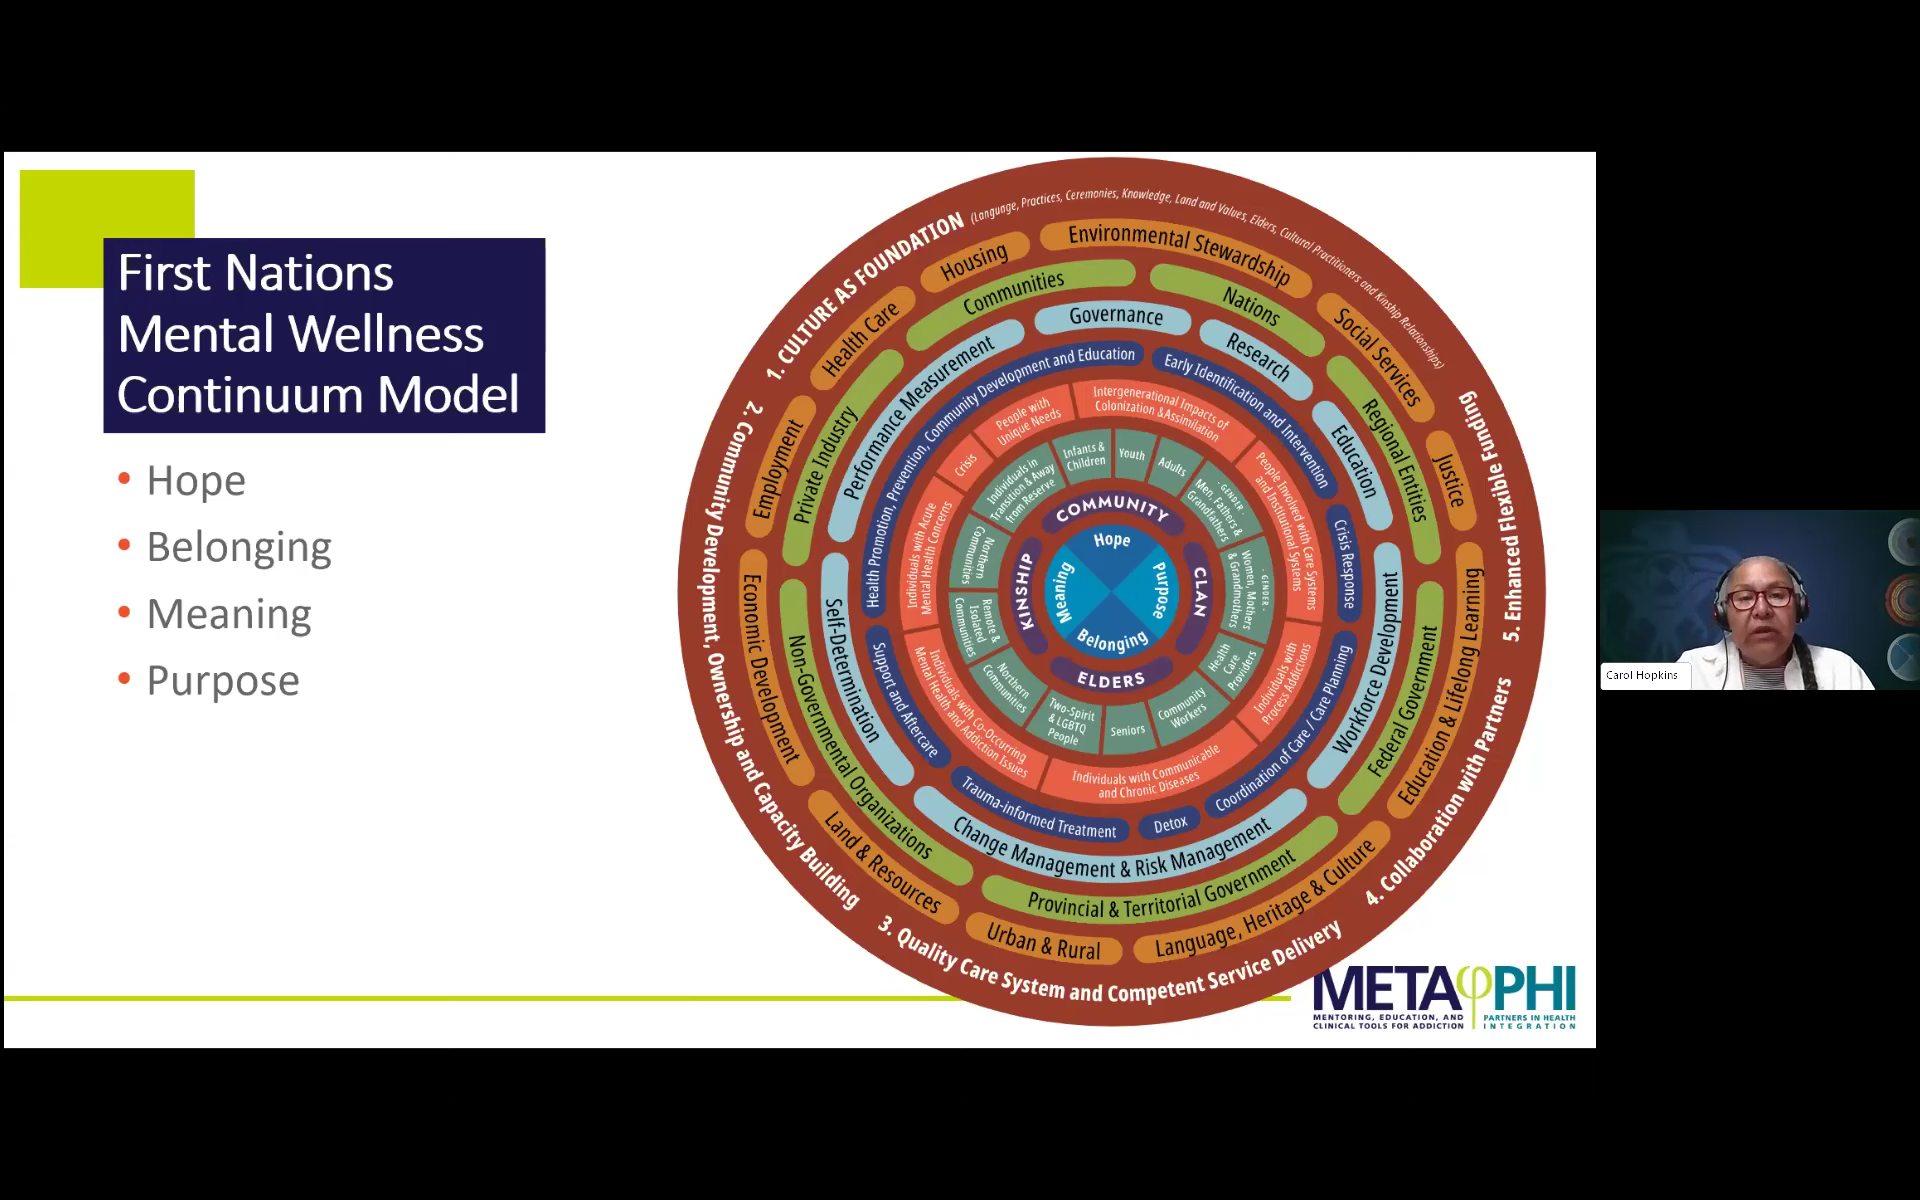 First Nations
Mental Wellness
Continuum Model
• Hope
• Belonging
• Meaning
• Purpose
1. CULTURE AS FOUNDATION (Language, Practices, Ceremonies, Knowledge, Land and Values, Elders, Cultural Practitioners and Kinship Relationships)
2. Community Development, Ownership and Capacity Building
3. Quality Care System and Competent Service Delivery
4. Collaboration with Partners
5. Enhanced Flexible Funding
Housing
Environmental Stewardship
Social Services
Justice
Education & Lifelong Learning
Language, Heritage & Culture
Urban & Rural
Land & Resources
Economic Development
Employment
Health Care
Communities
Nations
Regional Entities
Federal Government
Provincial & Territorial Government
Non-Governmental Organizations
Private Industry
Governance
Research
Education
Workforce Development
Change Management & Risk Management
Self-Determination
Performance Measurement
Health Promotion, Prevention, Community Development and Education
Early Identification and Intervention
Crisis Response
Coordination of Care / Care Planning
Detox
Trauma-informed Treatment
Support and Aftercare
People with
Unique Needs
Intergenerational Impacts of
Colonization & Assimilation
People Involved with Care Systems
and Institutional Systems
Individuals with
Process Addictions
Individuals with Communicable
and Chronic Diseases
Individuals with Co-Occurring
Mental Health and Addiction Issues
Individuals with Acute
Mental Health Concerns
Crisis
Infants &
Children
Youth
Adults
- GENDER -
Men, Fathers &
Grandfathers
- GENDER -
Women, Mothers
& Grandmothers
Health
Care
Providers
Community
Workers
Seniors
Two-Spirit
& LGBTQ
People
Northern
Communities
Remote &
Isolated
Communities
Northern
Communities
Individuals in
Transition & Away
from Reserve
COMMUNITY
CLAN
ELDERS
KINSHIP
Hope
Purpose
Belonging
Meaning
METAφPHI
MENTORING, EDUCATION, AND
CLINICAL TOOLS FOR ADDICTION
PARTNERS IN HEALTH
INTEGRATION
Carol Hopkins